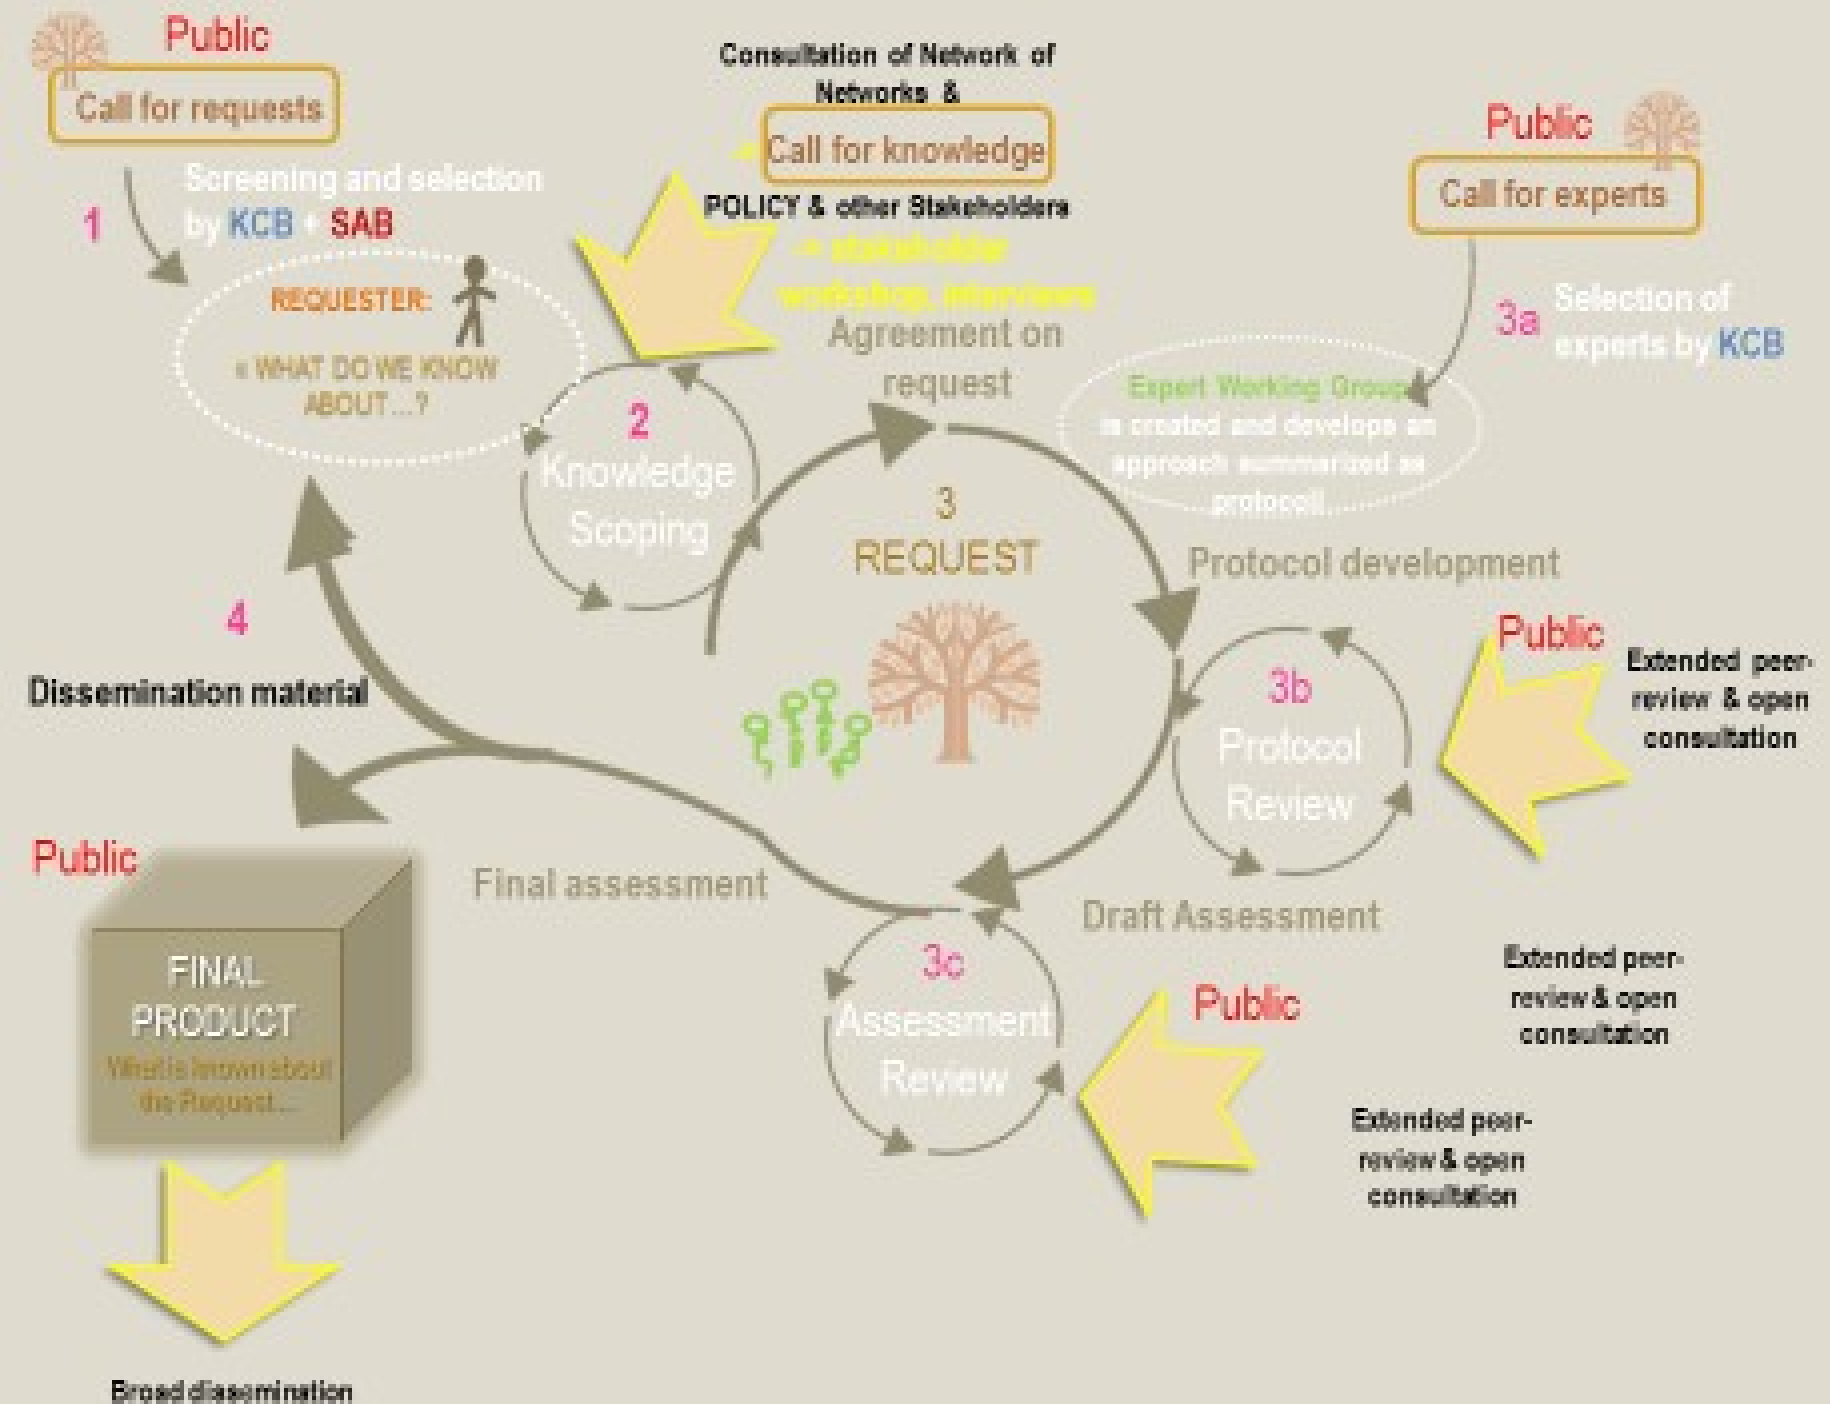 Public
Call for requests
1
Screening and selection
by KCB + SAB
REQUESTER:
« WHAT DO WE KNOW
ABOUT...?
Consultation of Network of
Networks &
Call for knowledge
POLICY & other Stakeholders
→ stakeholder
workshop, interviews
Agreement on
request
2
Knowledge
Scoping
Public
Call for experts
3a
Selection of
experts by KCB
Expert Working Group
is created and develops an
approach summarized as
protocoll
3
REQUEST
Protocol development
Public
Extended peer-
review & open
consultation
3b
Protocol
Review
4
Dissemination material
Final assessment
Draft Assessment
3c
Assessment
Review
Public
Extended peer-
review & open
consultation
Extended peer-
review & open
consultation
Public
FINAL
PRODUCT
What is known about
the Request...
Broad dissemination